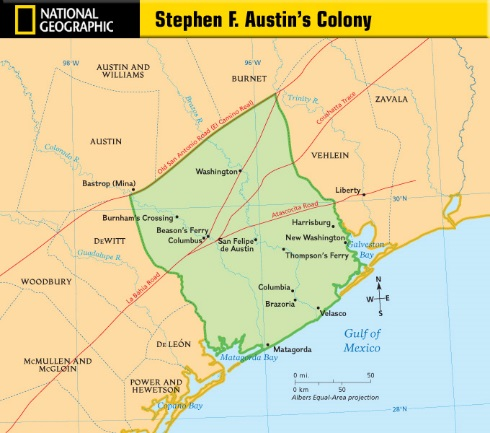 NATIONAL
GEOGRAPHIC
Stephen F. Austin's Colony
98°W
96°W
AUSTIN AND
WILLIAMS
BURNET
Brazos R.
Trinity R.
Coushatta Trace
ZAVALA
Old San Antonio Road (El Camino Real)
AUSTIN
Colorado R.
VEHLEIN
Washington
Bastrop (Mina)
Liberty
Atascosita Road
30°N
Burnham's Crossing
Beason's Ferry
Columbus
San Felipe
de Austin
Harrisburg
New Washington
Galveston
Bay
Thompson's Ferry
DEWITT
Guadalupe R.
La Bahia Road
WOODBURY
Columbia
Brazoria
Velasco
N
W
E
S
Gulf of
Mexico
DE LEÓN
Matagorda
Matagorda Bay
McMULLEN AND
McGLOIN
POWER AND
HEWETSON
Copano Bay
0 mi
50
0 km
50
Albers Equal-Area projection
28°N